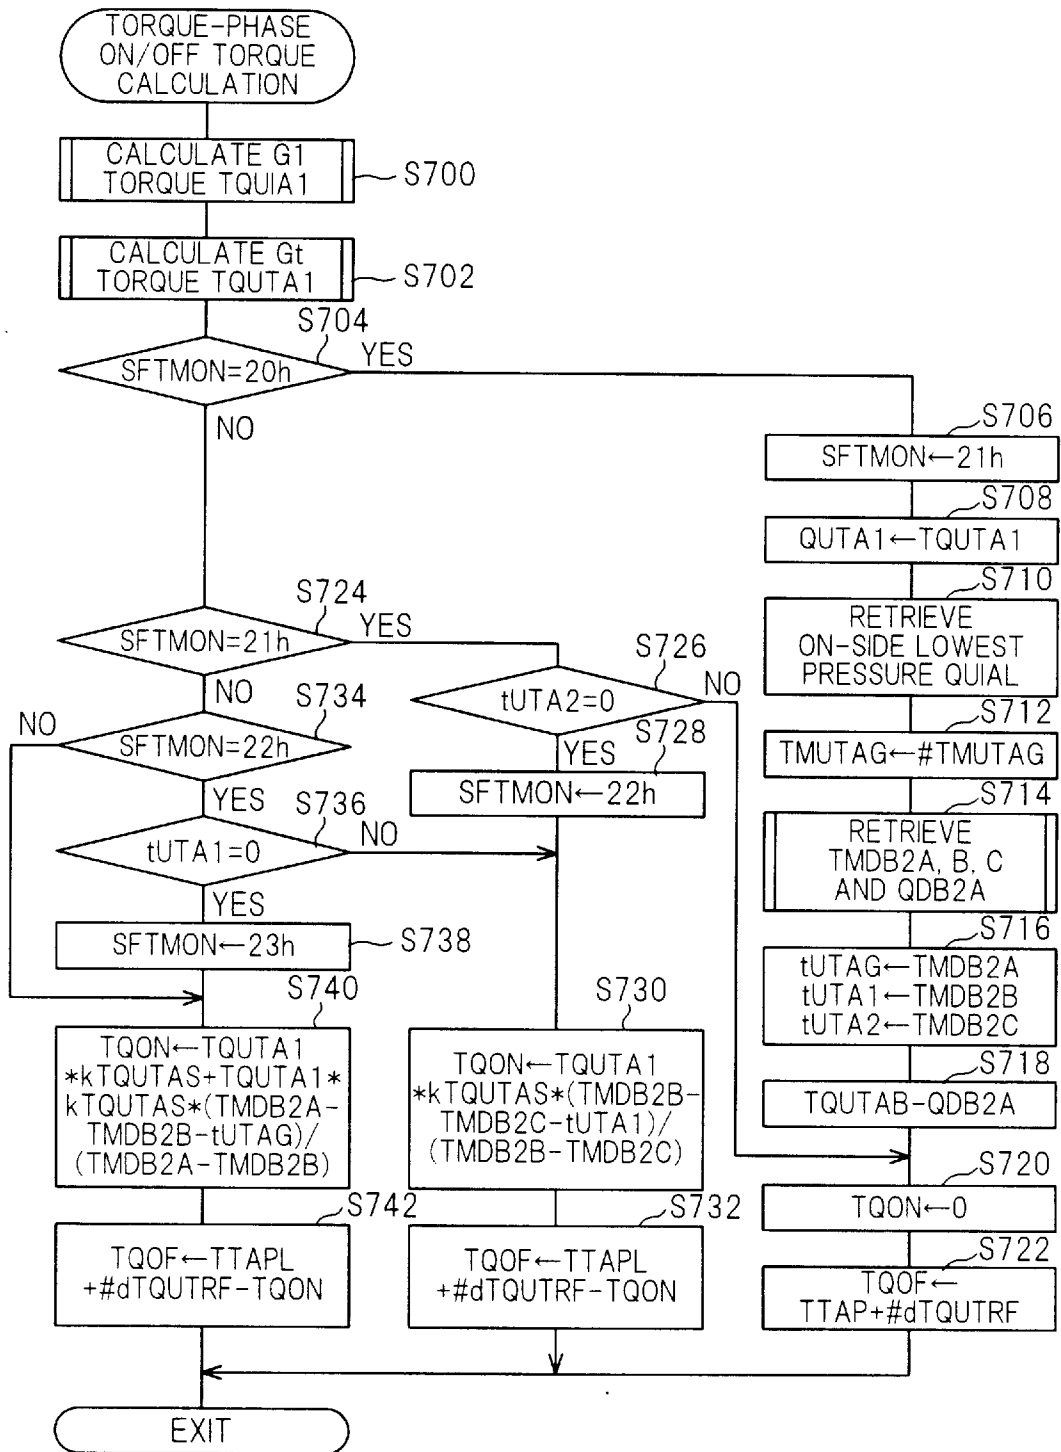 TORQUE-PHASE
ON/OFF TORQUE
CALCULATION
CALCULATE G1
TORQUE TQUIA1
S700
CALCULATE Gt
TORQUE TQUTA1
S702
S704
SFTMON=20h
YES
NO
S706
SFTMON←21h
S708
QUTA1←TQUTA1
S710
RETRIEVE
ON-SIDE LOWEST
PRESSURE QUIAL
S712
TMUTAG←#TMUTAG
S714
RETRIEVE
TMDB2A, B, C
AND QDB2A
S716
tUTAG←TMDB2A
tUTA1←TMDB2B
tUTA2←TMDB2C
S718
TQUTAB-QDB2A
S720
TQON←0
S722
TQOF←
TTAP+#dTQUTRF
S724
SFTMON=21h
YES
NO
S726
tUTA2=0
NO
YES
S728
SFTMON←22h
S734
SFTMON=22h
NO
YES
S736
tUTA1=0
NO
YES
SFTMON←23h
S738
S730
TQON←TQUTA1
*kTQUTAS*(TMDB2B-
TMDB2C-tUTA1)/
(TMDB2B-TMDB2C)
S732
TQOF←TTAPL
+#dTQUTRF-TQON
S740
TQON←TQUTA1
*kTQUTAS+TQUTA1*
kTQUTAS*(TMDB2A-
TMDB2B-tUTAG)/
(TMDB2A-TMDB2B)
S742
TQOF←TTAPL
+#dTQUTRF-TQON
EXIT